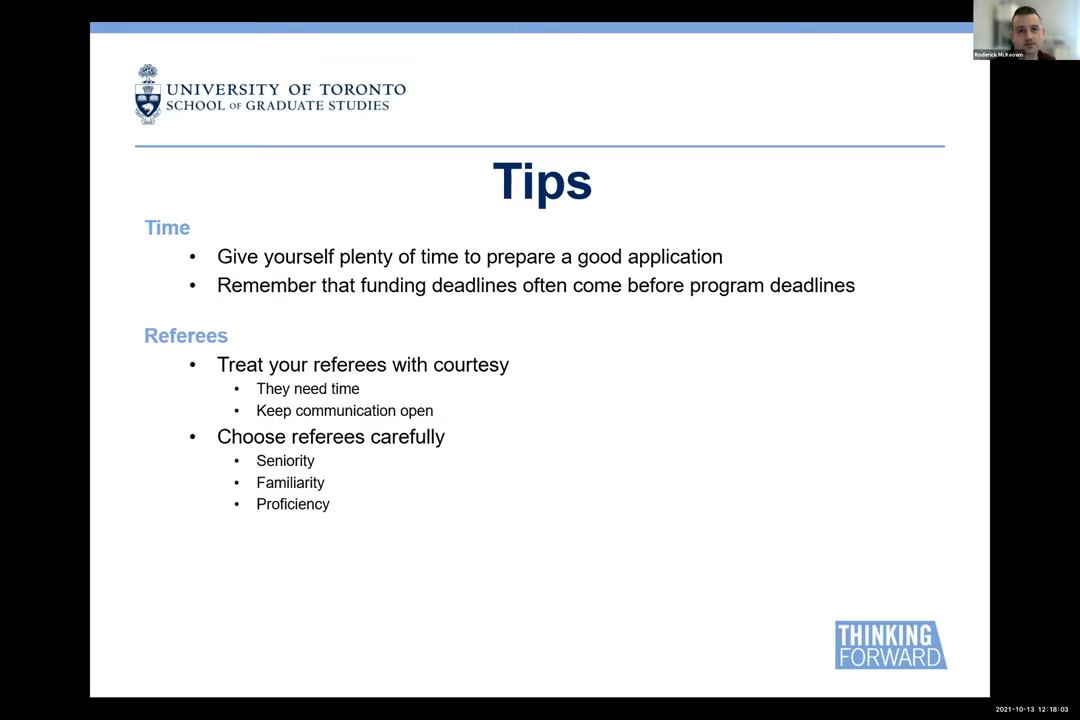 Roderick McKeown
UNIVERSITY OF TORONTO
SCHOOL OF GRADUATE STUDIES
Tips
Time
• Give yourself plenty of time to prepare a good application
• Remember that funding deadlines often come before program deadlines
Referees
• Treat your referees with courtesy
• They need time
• Keep communication open
• Choose referees carefully
• Seniority
• Familiarity
• Proficiency
THINKING
FORWARD
2021-10-13 12:18:03